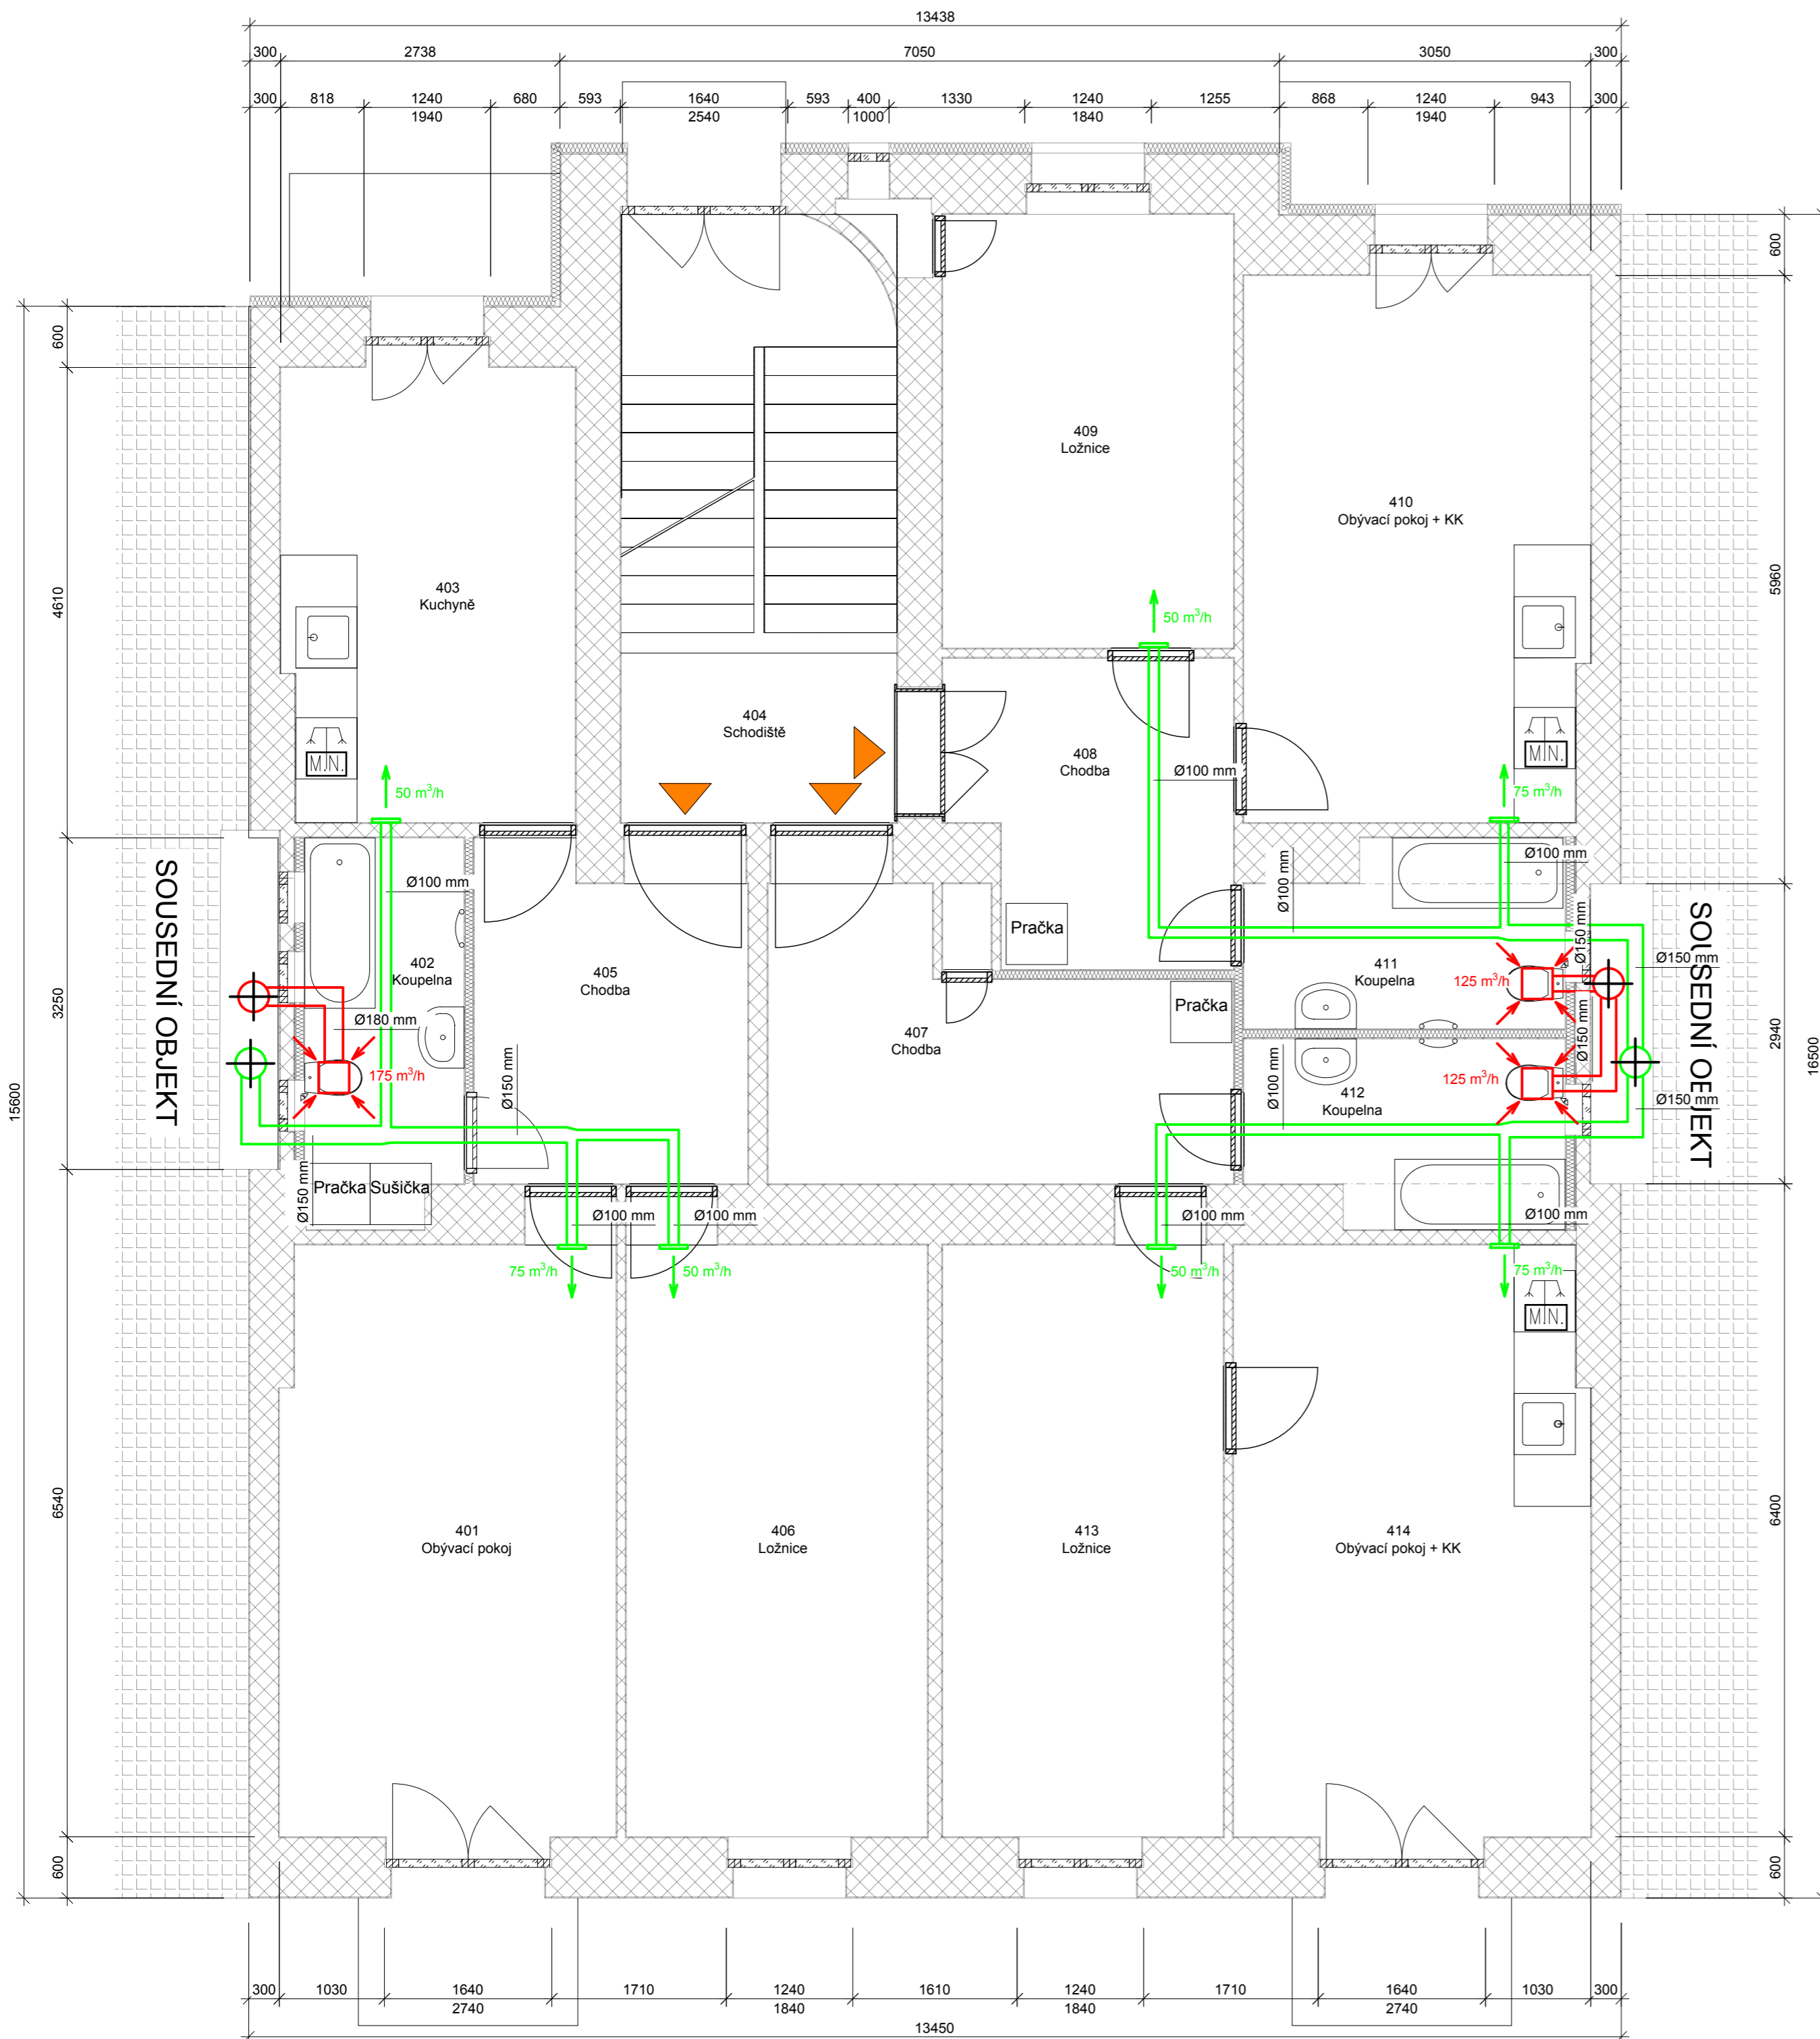 13438
300 2738 7050 3050 300
300 818 1240 680 593 1640 593 400 1330 1240 1255 868 1240 943 300
1940 2540 1000 1840 1940
600
600
409
Ložnice
410
Obývací pokoj + KK
403
Kuchyně
4610
5960
50 m³/h
404
Schodiště
408
Chodba
M.N.
M.N.
Ø100 mm
50 m³/h
75 m³/h
SOUSEDNÍ OBJEKT
Ø100 mm
Ø100 mm
Ø100 mm
Pračka
Ø150 mm
SOUSEDNÍ OBJEKT
402
Koupelna
405
Chodba
411
Koupelna
125 m³/h
Ø150 mm
3250
Pračka
Ø180 mm
407
Chodba
Ø150 mm
2940
16500
15600
175 m³/h
Ø150 mm
Ø100 mm
125 m³/h
412
Koupelna
Ø150 mm
Ø150 mm
Pračka
Sušička
Ø100 mm
Ø100 mm
Ø100 mm
Ø100 mm
75 m³/h
50 m³/h
50 m³/h
75 m³/h
M.N.
6540
6400
401
Obývací pokoj
406
Ložnice
413
Ložnice
414
Obývací pokoj + KK
600
600
300 1030 1640 1710 1240 1610 1240 1710 1640 1030 300
2740 1840 1840 2740
13450